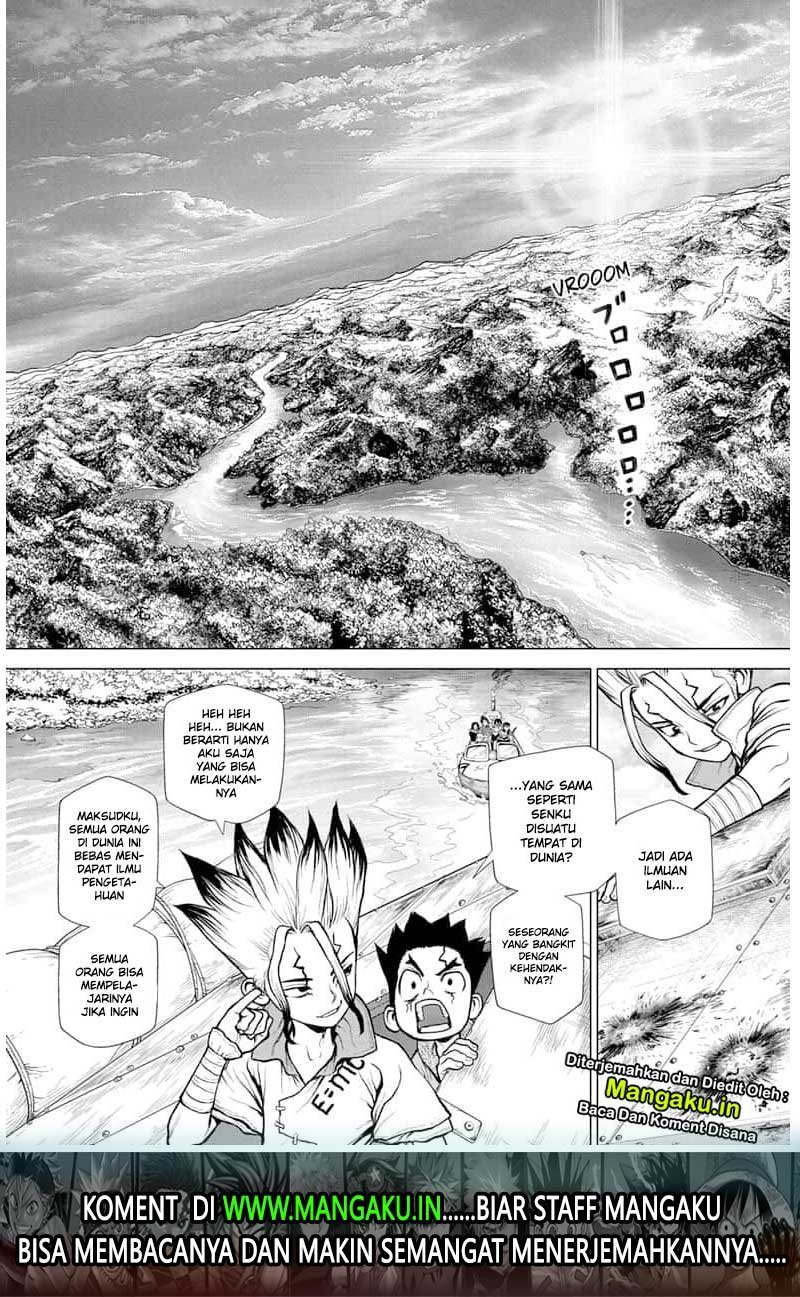 VROOOM
ブロロロロロ…
JADI ADA
ILMUAN
LAIN...
...YANG SAMA
SEPERTI
SENKU
DISUATU
TEMPAT DI
DUNIA?
SESEORANG
YANG BANGKIT
DENGAN
KEHENDAK-
NYA?!
HEH HEH
HEH... BUKAN
BERARTI HANYA
AKU SAJA
YANG BISA
MELAKUKAN-
NYA
MAKSUDKU,
SEMUA ORANG
DI DUNIA INI
BEBAS MEN-
DAPAT ILMU
PENGETA-
HUAN
SEMUA
ORANG BISA
MEMPELA-
JARINYA
JIKA INGIN
E=mc
Diterjemahkan dan Diedit Oleh :
Mangaku.in
Baca Dan Koment Disana
KOMENT DI WWW.MANGAKU.IN......BIAR STAFF MANGAKU
BISA MEMBACANYA DAN MAKIN SEMANGAT MENERJEMAHKANNYA.....